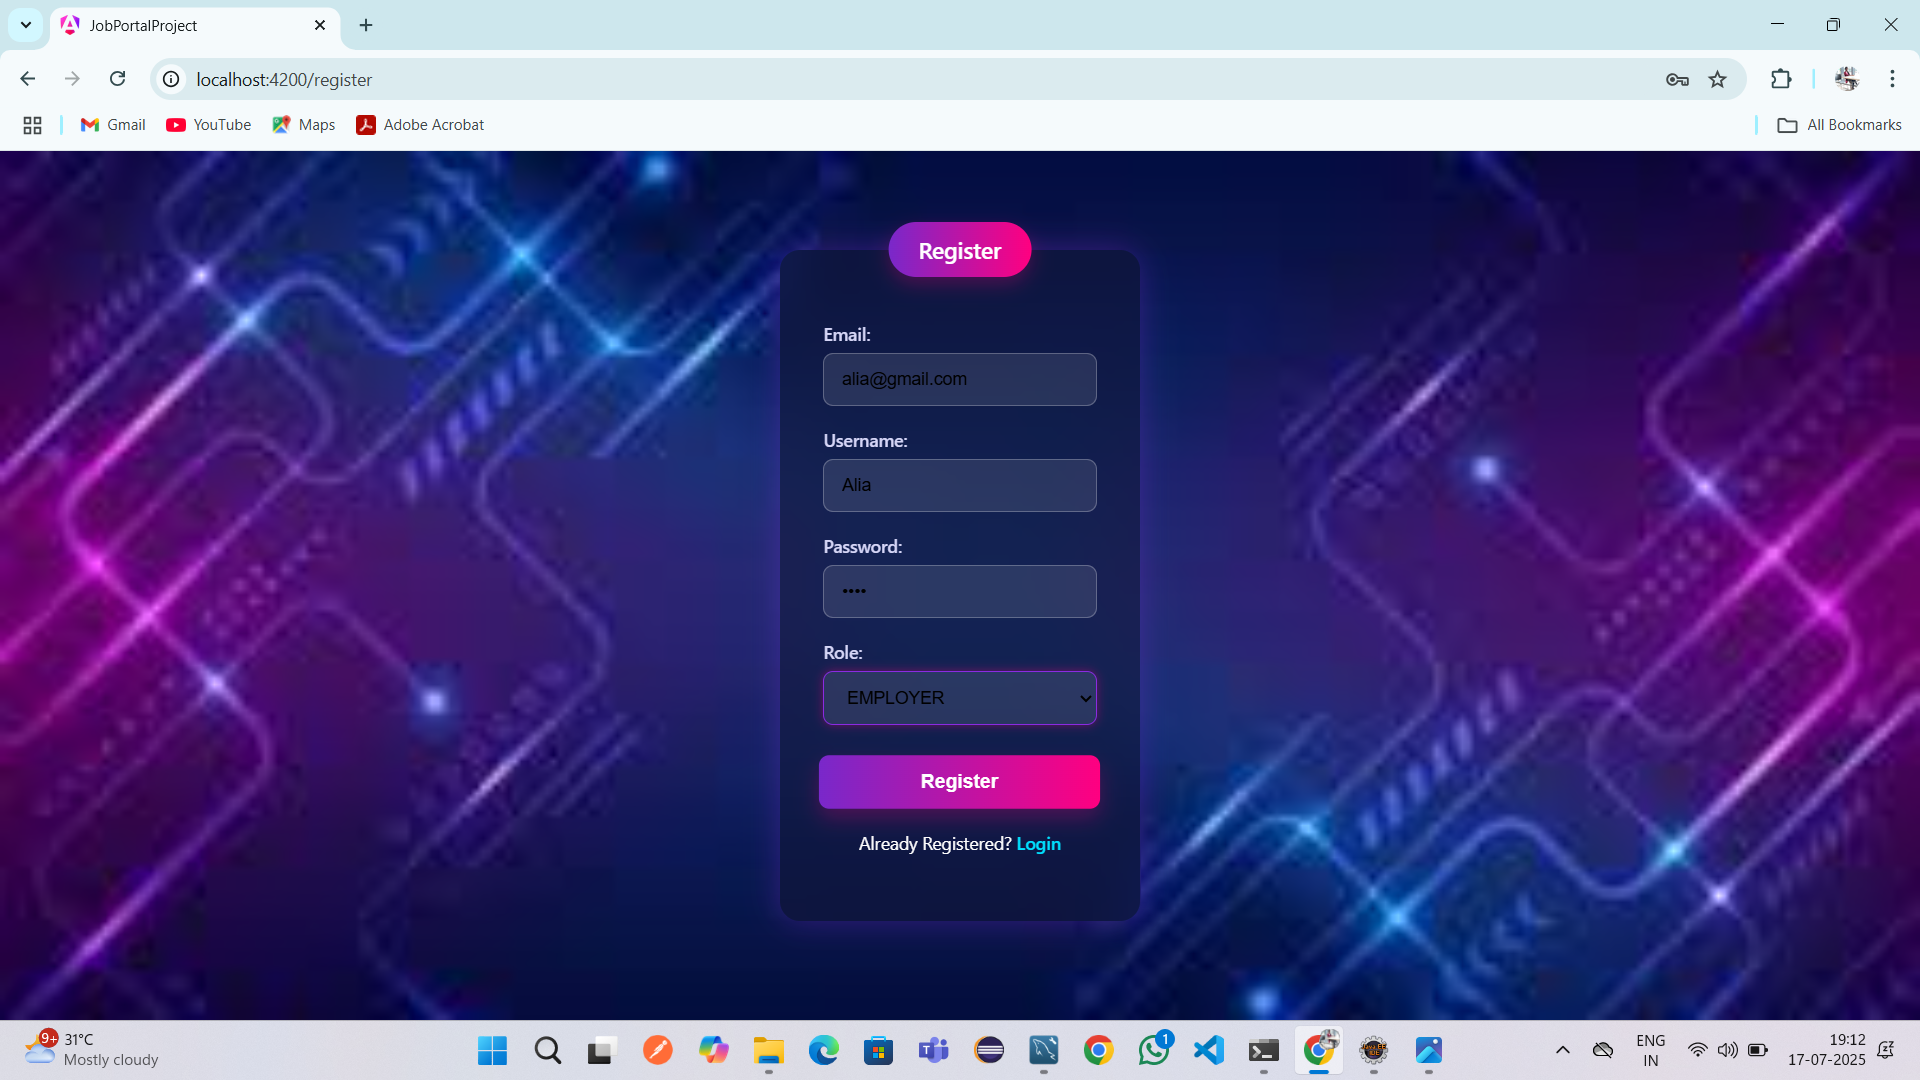 JobPortalProject
localhost:4200/register
Gmail
YouTube
Maps
Adobe Acrobat
All Bookmarks
Register
Email:
alia@gmail.com
Username:
Alia
Password:
••••
Role:
EMPLOYER
Register
Already Registered? Login
9+
31°C
Mostly cloudy
1
ENG
IN
19:12
17-07-2025